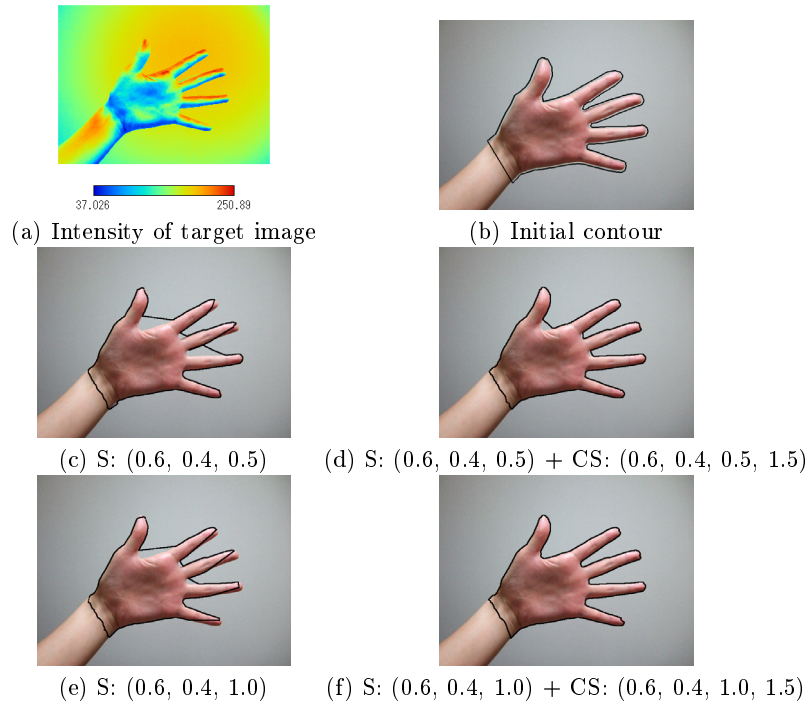 37.026 250.89
(a) Intensity of target image
(b) Initial contour
(c) S: (0.6, 0.4, 0.5)
(d) S: (0.6, 0.4, 0.5) + CS: (0.6, 0.4, 0.5, 1.5)
(e) S: (0.6, 0.4, 1.0)
(f) S: (0.6, 0.4, 1.0) + CS: (0.6, 0.4, 1.0, 1.5)